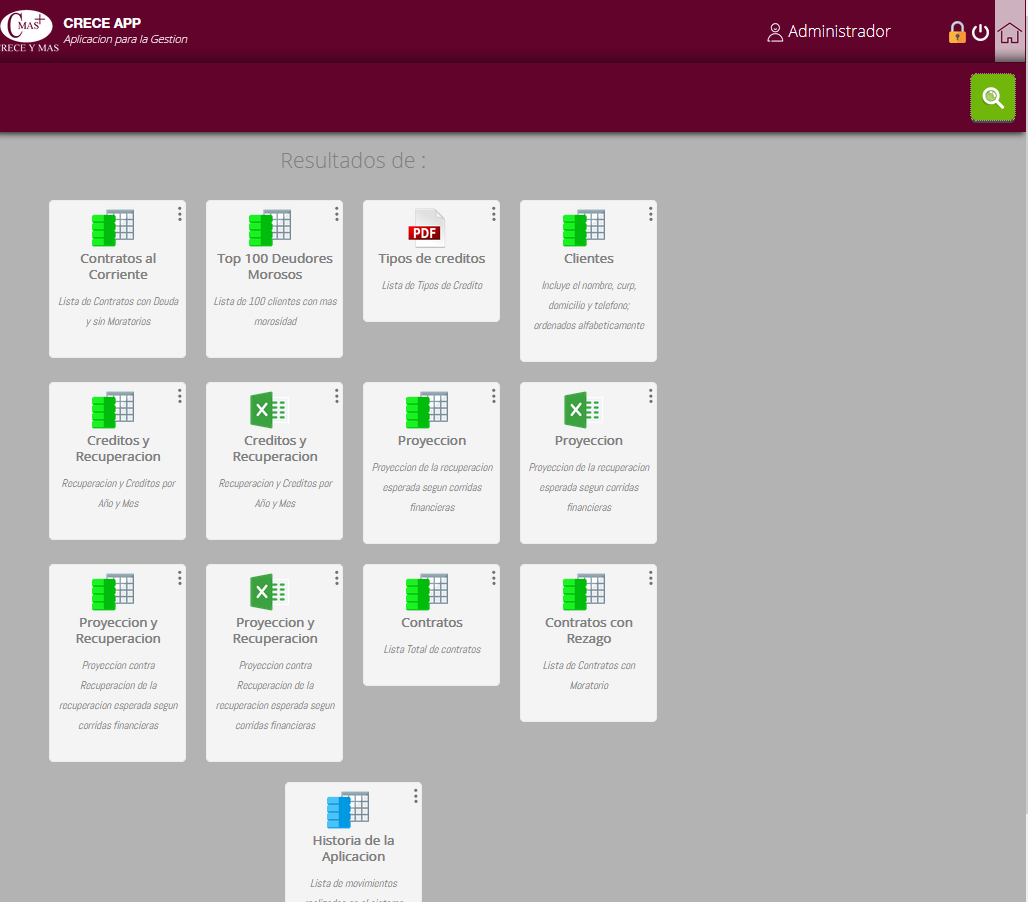 CMAS+
CRECE Y MAS
CRECE APP
Aplicacion para la Gestion
Administrador
Resultados de :
Contratos al
Corriente
Lista de Contratos con Deuda
y sin Moratorios
Top 100 Deudores
Morosos
Lista de 100 clientes con mas
morosidad
PDF
Tipos de creditos
Lista de Tipos de Credito
Clientes
Incluye el nombre, curp,
domicilio y telefono;
ordenados alfabeticamente
Creditos y
Recuperacion
Recuperacion y Creditos por
Año y Mes
X
Creditos y
Recuperacion
Recuperacion y Creditos por
Año y Mes
Proyeccion
Proyeccion de la recuperacion
esperada segun corridas
financieras
X
Proyeccion
Proyeccion de la recuperacion
esperada segun corridas
financieras
Proyeccion y
Recuperacion
Proyeccion contra
Recuperacion de la
recuperacion esperada segun
corridas financieras
X
Proyeccion y
Recuperacion
Proyeccion contra
Recuperacion de la
recuperacion esperada segun
corridas financieras
Contratos
Lista Total de contratos
Contratos con
Rezago
Lista de Contratos con
Moratorio
Historia de la
Aplicacion
Lista de movimientos